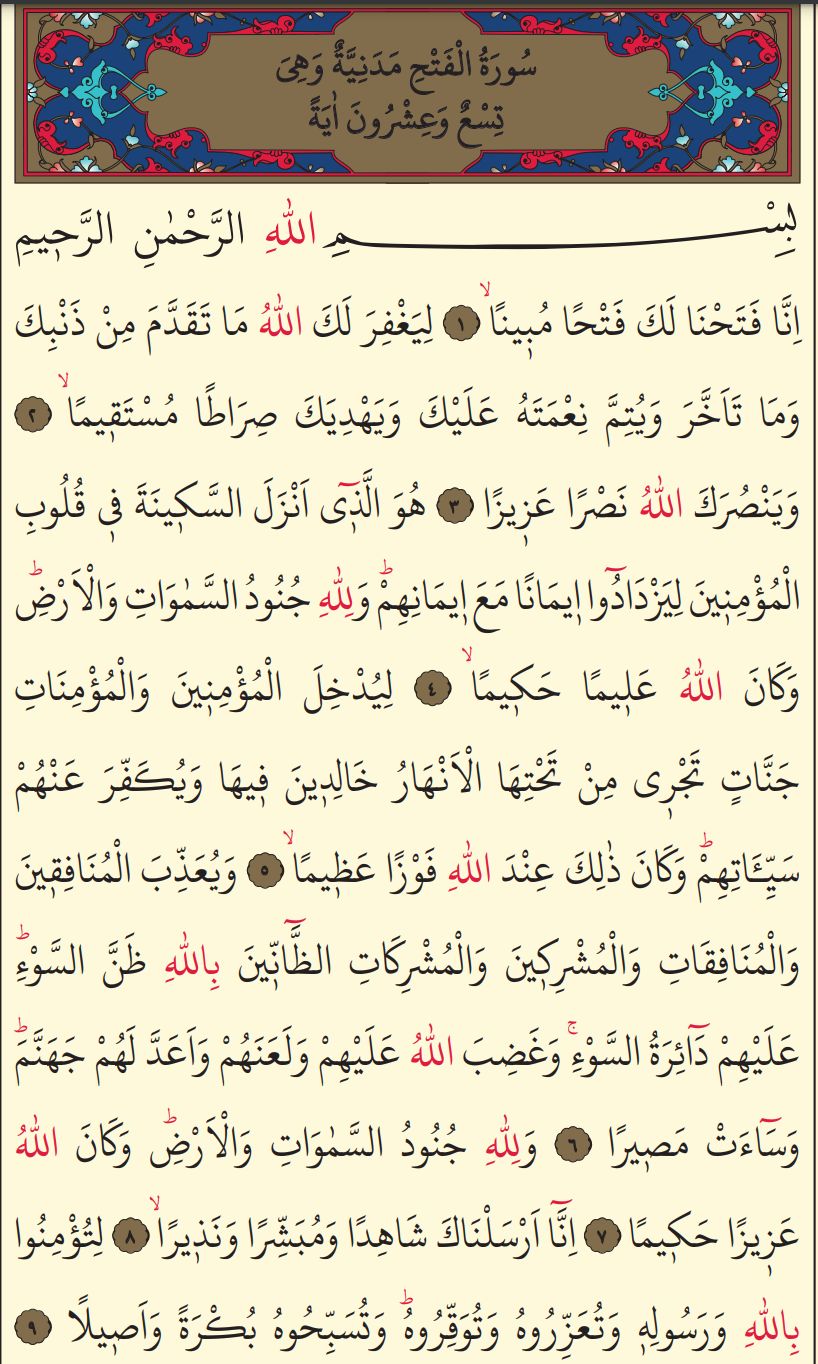 سُورَةُ الْفَتْحِ مَدَنِيَّةٌ وَهِىَ
تِسْعٌ وَعِشْرُونَ اٰيَةً
بِسْمِ اللّٰهِ الرَّحْمٰنِ الرَّحٖيمِ
اِنَّا فَتَحْنَا لَكَ فَتْحًا مُبٖينًاۙ ﴿١﴾ لِيَغْفِرَ لَكَ اللّٰهُ مَا تَقَدَّمَ مِنْ ذَنْبِكَ
وَمَا تَاَخَّرَ وَيُتِمَّ نِعْمَتَهُ عَلَيْكَ وَيَهْدِيَكَ صِرَاطًا مُسْتَقٖيمًاۙ ﴿٢﴾
وَيَنْصُرَكَ اللّٰهُ نَصْرًا عَزٖيزًا ﴿٣﴾ هُوَ الَّذٖٓى اَنْزَلَ السَّكٖينَةَ فٖى قُلُوبِ
الْمُؤْمِنٖينَ لِيَزْدَادُٓوا اٖيمَانًا مَعَ اٖيمَانِهِمْؕ وَلِلّٰهِ جُنُودُ السَّمٰوَاتِ وَالْاَرْضِؕ
وَكَانَ اللّٰهُ عَلٖيمًا حَكٖيمًاۙ ﴿٤﴾ لِيُدْخِلَ الْمُؤْمِنٖينَ وَالْمُؤْمِنَاتِ
جَنَّاتٍ تَجْرٖى مِنْ تَحْتِهَا الْاَنْهَارُ خَالِدٖينَ فٖيهَا وَيُكَفِّرَ عَنْهُمْ
سَيِّـَٔاتِهِمْؕ وَكَانَ ذٰلِكَ عِنْدَ اللّٰهِ فَوْزًا عَظٖيمًاۙ ﴿٥﴾ وَيُعَذِّبَ الْمُنَافِقٖينَ
وَالْمُنَافِقَاتِ وَالْمُشْرِكٖينَ وَالْمُشْرِكَاتِ الظَّٓانّٖينَ بِاللّٰهِ ظَنَّ السَّوْءِؕ
عَلَيْهِمْ دَٓائِرَةُ السَّوْءِۚ وَغَضِبَ اللّٰهُ عَلَيْهِمْ وَلَعَنَهُمْ وَاَعَدَّ لَهُمْ جَهَنَّمَؕ
وَسَٓاءَتْ مَصٖيرًا ﴿٦﴾ وَلِلّٰهِ جُنُودُ السَّمٰوَاتِ وَالْاَرْضِؕ وَكَانَ اللّٰهُ
عَزٖيزًا حَكٖيمًا ﴿٧﴾ اِنَّٓا اَرْسَلْنَاكَ شَاهِدًا وَمُبَشِّرًا وَنَذٖيرًاۙ ﴿٨﴾ لِتُؤْمِنُوا
بِاللّٰهِ وَرَسُولِهٖ وَتُعَزِّرُوهُ وَتُوَقِّرُوهُؕ وَتُسَبِّحُوهُ بُكْرَةً وَاَصٖيلًا ﴿٩﴾